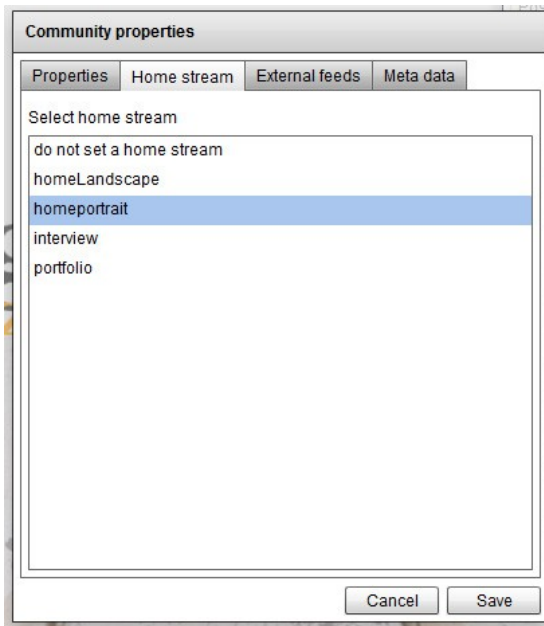 Community properties
Properties Home stream External feeds Meta data
Select home stream
do not set a home stream
homeLandscape
homeportrait
interview
portfolio
Cancel Save